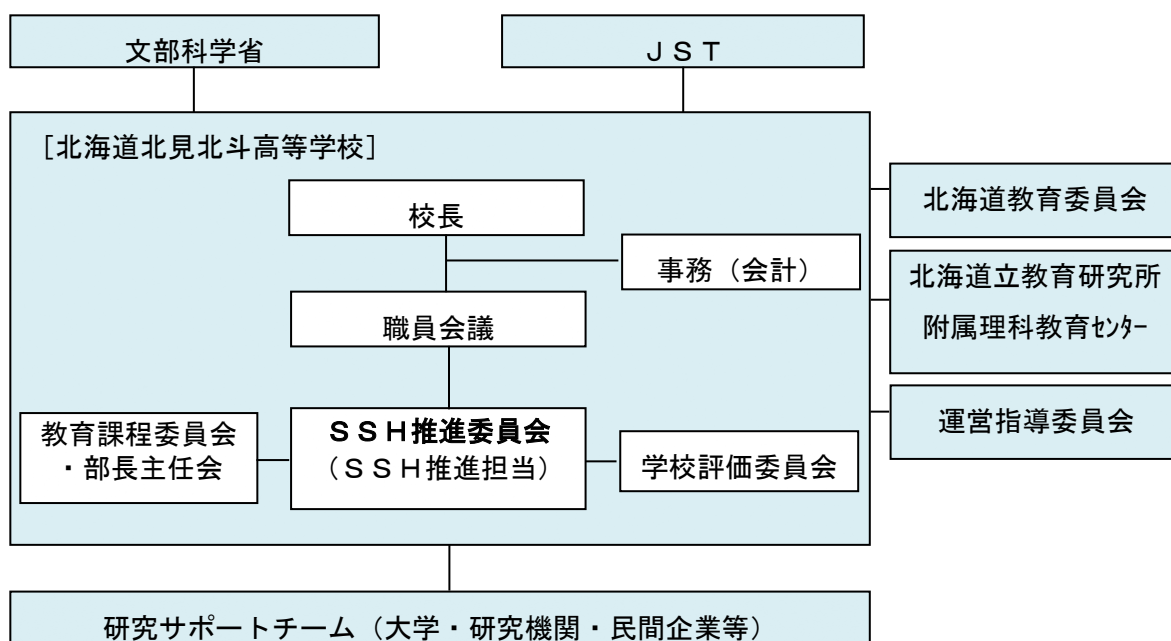 文部科学省
ＪＳＴ
［北海道北見北斗高等学校］
校長
事務（会計）
職員会議
教育課程委員会
・部長主任会
ＳＳＨ推進委員会
（ＳＳＨ推進担当）
学校評価委員会
北海道教育委員会
北海道立教育研究所
附属理科教育ｾﾝﾀｰ
運営指導委員会
研究サポートチーム（大学・研究機関・民間企業等）